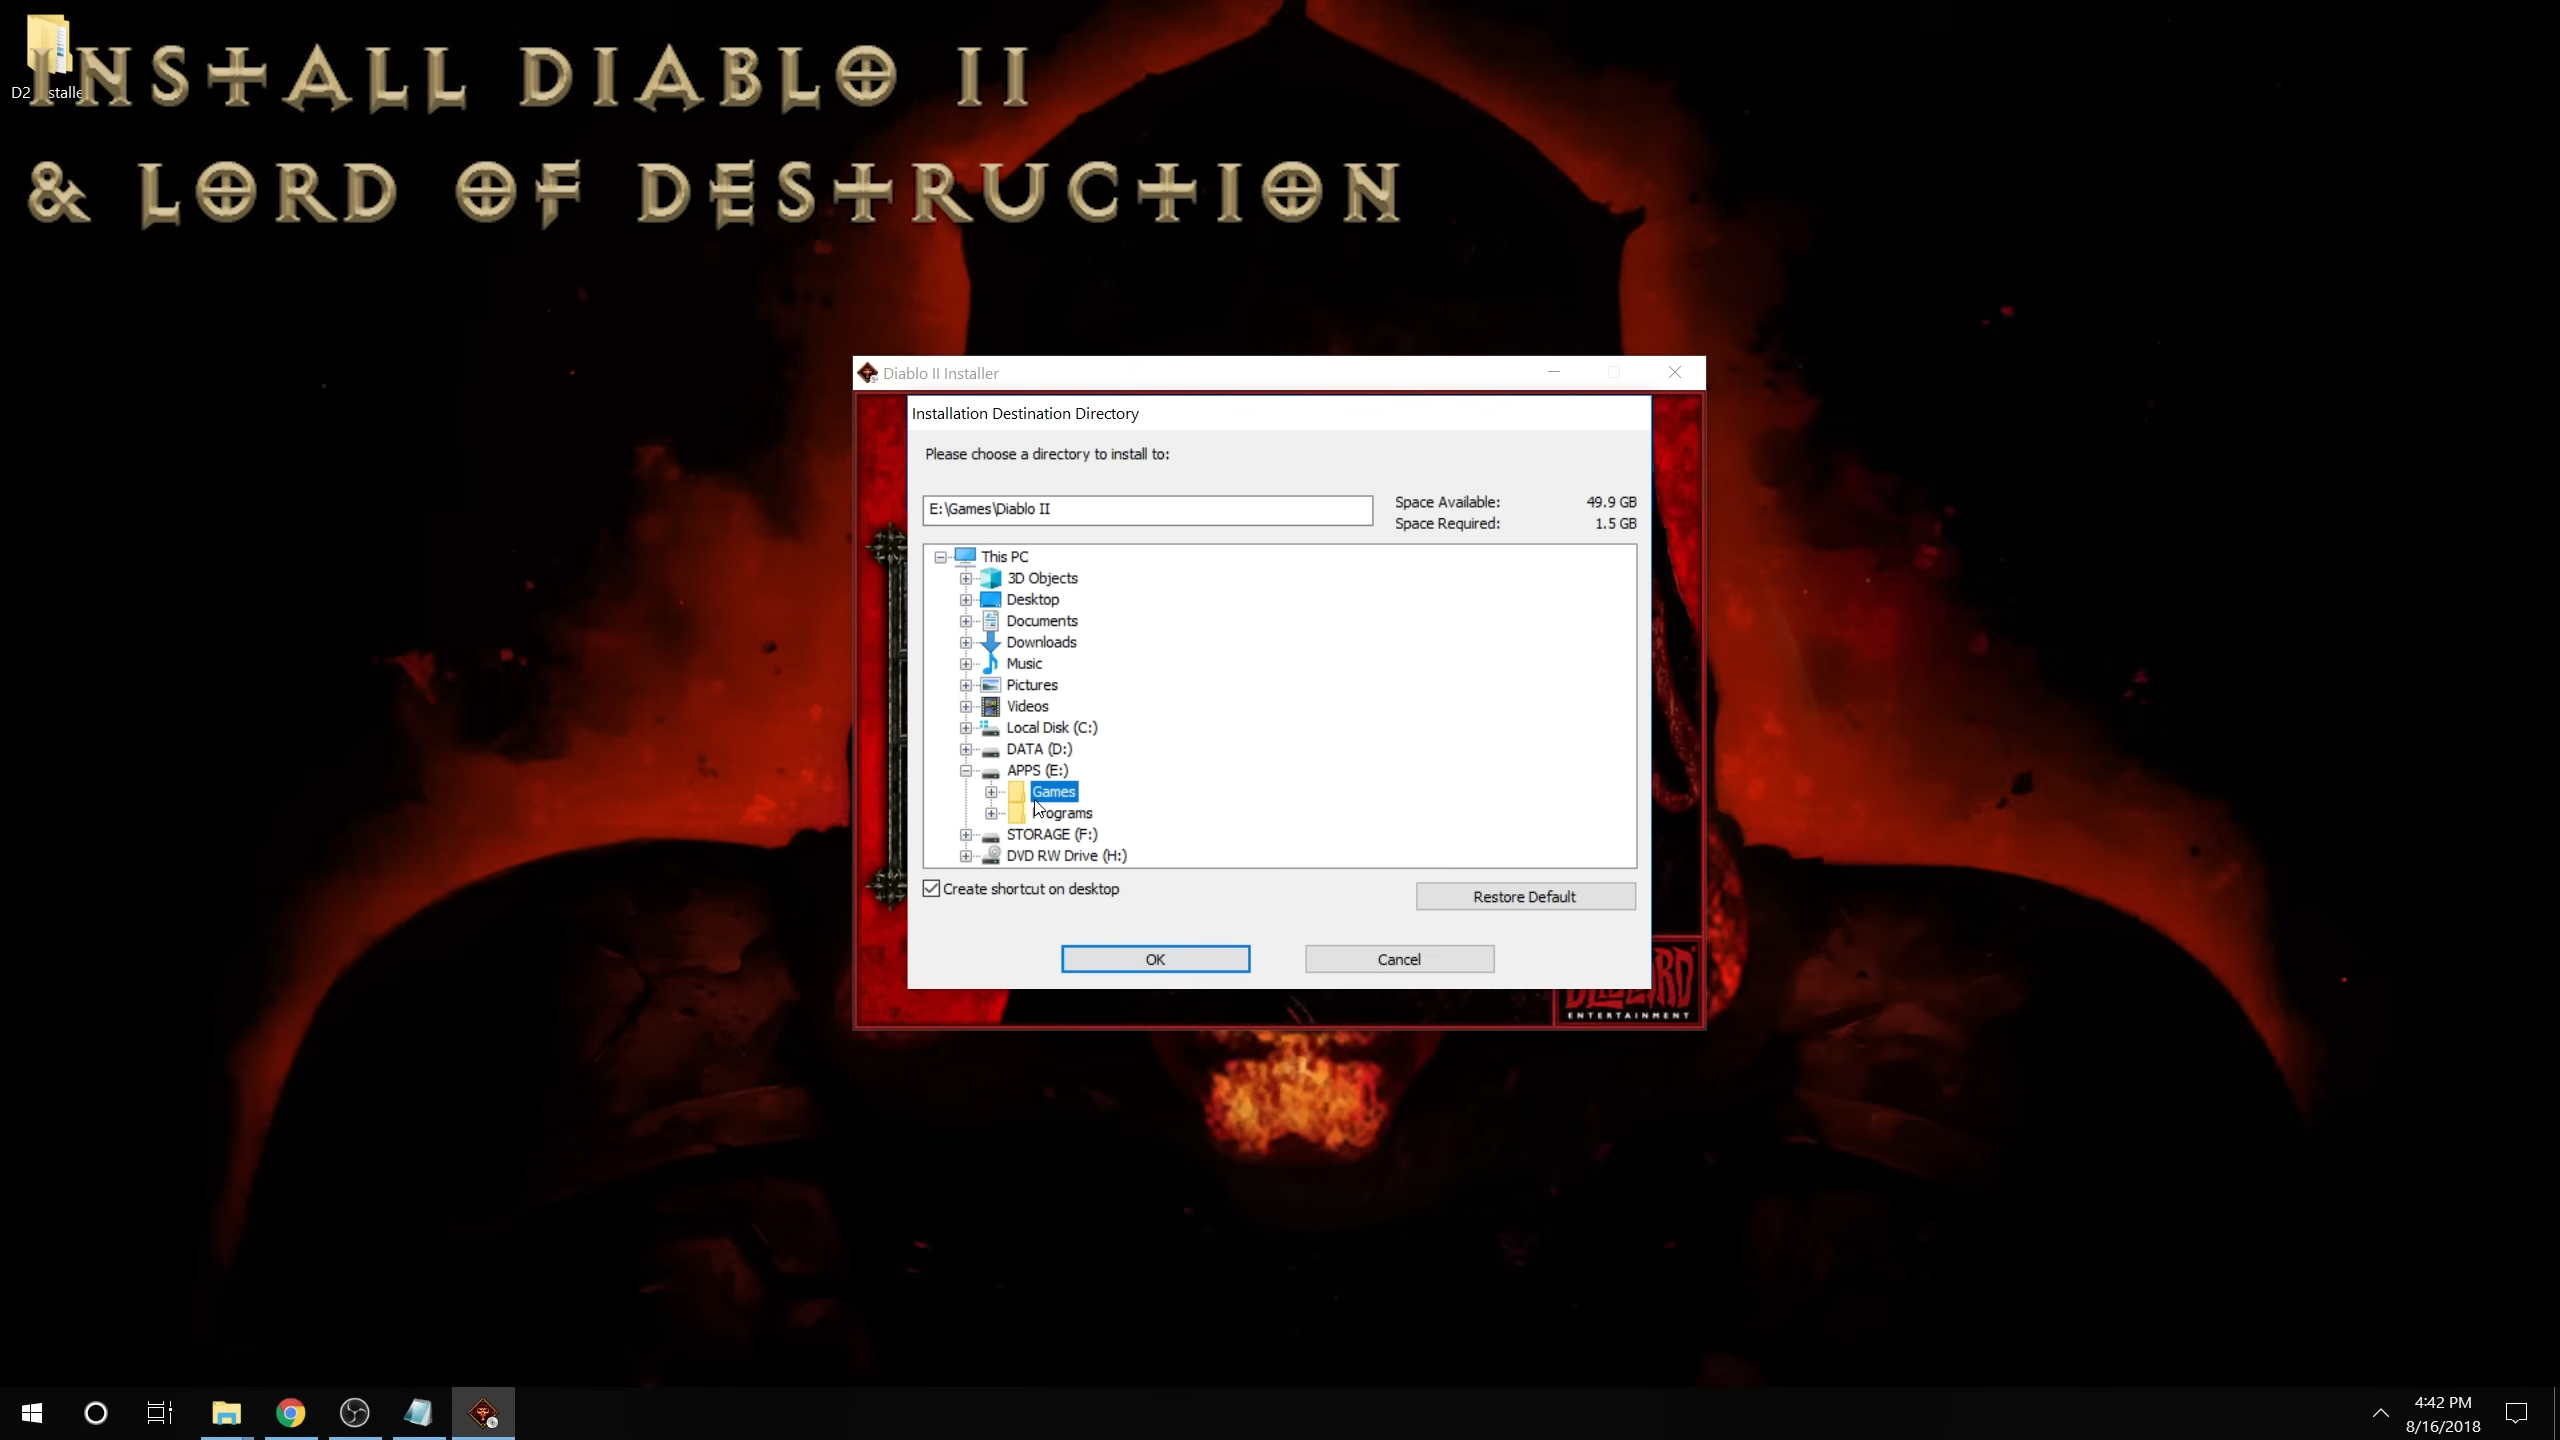 INSTALL DIABLO II
& LORD OF DESTRUCTION
Diablo II Installer
Installation Destination Directory
Please choose a directory to install to:
E:\Games\Diablo II
Space Available: 49.9 GB
Space Required: 1.5 GB
This PC
3D Objects
Desktop
Documents
Downloads
Music
Pictures
Videos
Local Disk (C:)
DATA (D:)
APPS (E:)
Games
Programs
STORAGE (F:)
DVD RW Drive (H:)
Create shortcut on desktop
Restore Default
OK
Cancel
ENTERTAINMENT
4:42 PM
8/16/2018